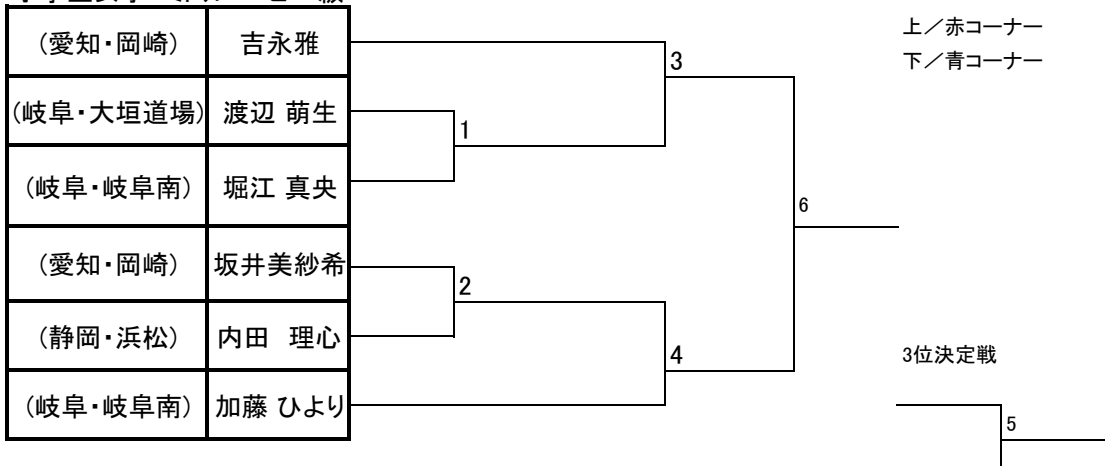 (愛知・岡崎) 吉永雅
(岐阜・大垣道場) 渡辺 萌生
(岐阜・岐阜南) 堀江 真央
(愛知・岡崎) 坂井美紗希
(静岡・浜松) 内田　理心
(岐阜・岐阜南) 加藤 ひより
1
2
3
4
6
上／赤コーナー
下／青コーナー
3位決定戦
5